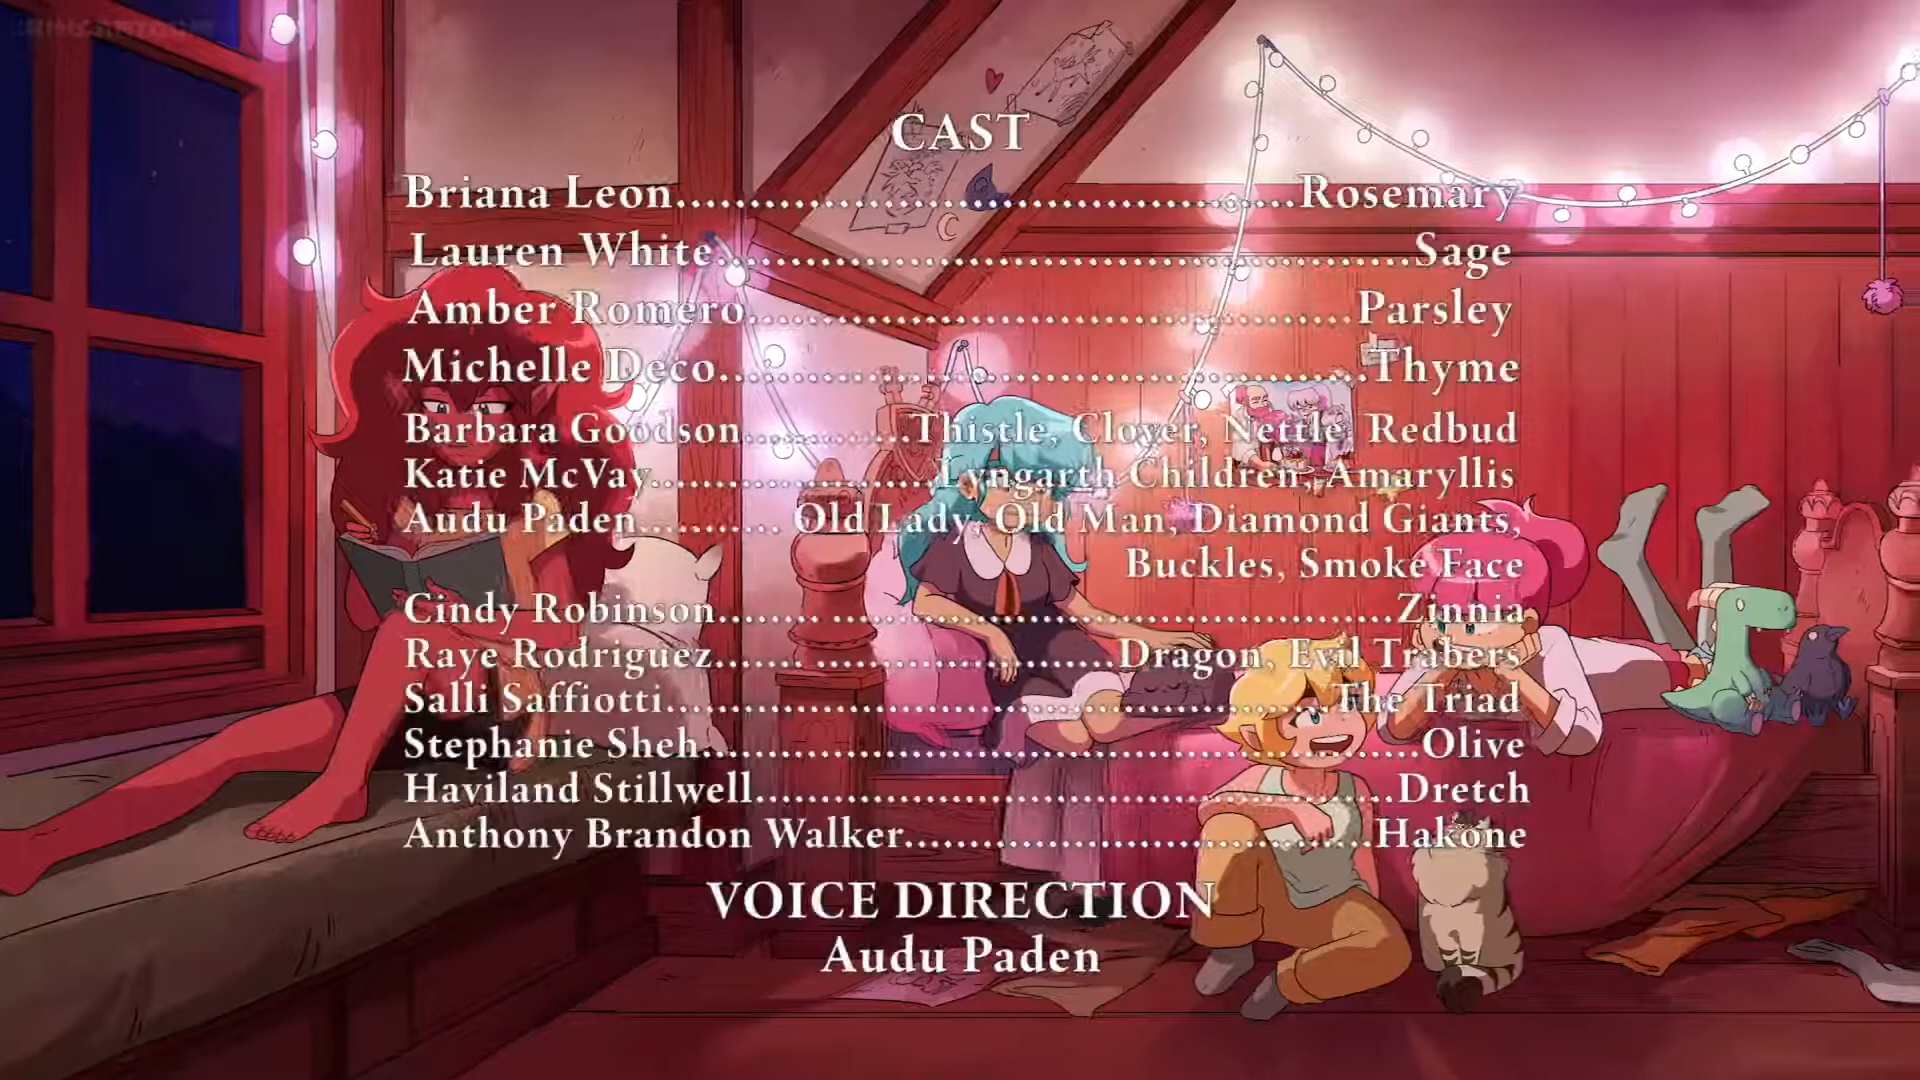 CAST
Briana Leon........................................Rosemary
Lauren White........................................Sage
Amber Romero........................................Parsley
Michelle Deco........................................Thyme
Barbara Goodson............Thistle, Clover, Nettle, Redbud
Katie McVay....................Lyngarth Children, Amaryllis
Audu Paden........... Old Lady, Old Man, Diamond Giants,
Buckles, Smoke Face
Cindy Robinson....... ....................................Zinnia
Raye Rodriguez....... ...................Dragon, Evil Trabers
Salli Saffiotti........................................The Triad
Stephanie Sheh........................................Olive
Haviland Stillwell........................................Dretch
Anthony Brandon Walker..............................Hakone
VOICE DIRECTION
Audu Paden